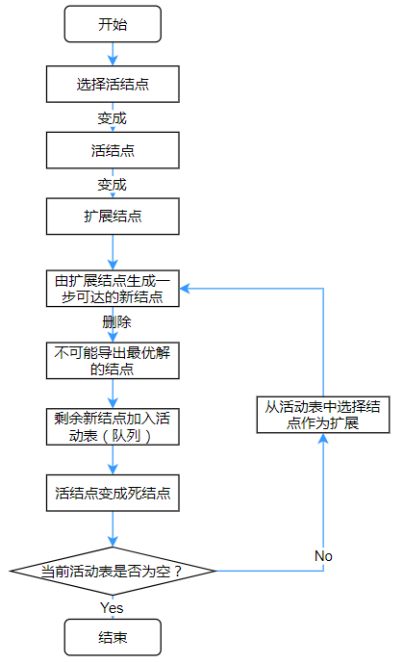 开始
选择活结点
变成
活结点
变成
扩展结点
由扩展结点生成一
步可达的新结点
删除
不可能导出最优解
的结点
剩余新结点加入活
动表（队列）
从活动表中选择结
点作为扩展
活结点变成死结点
当前活动表是否为空？
No
Yes
结束